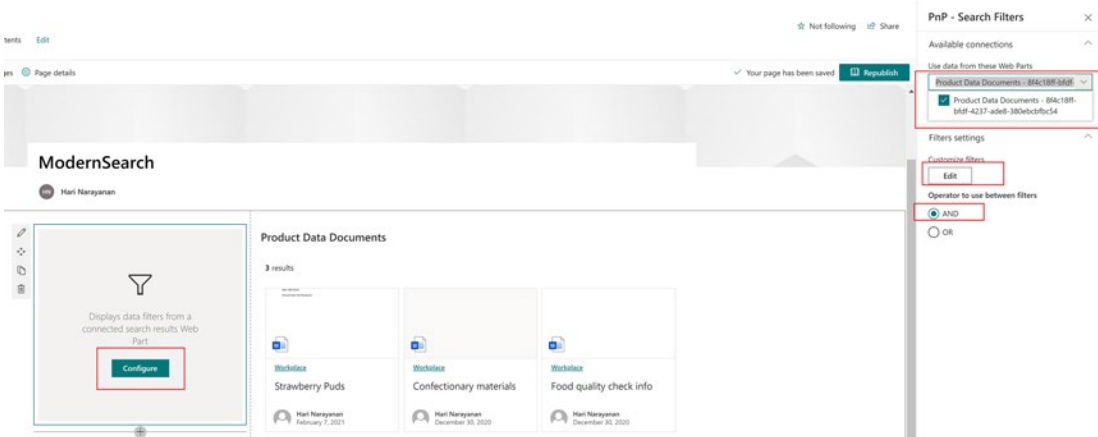 Not following
Share
tents
Edit
ges
Page details
Your page has been saved
Republish
ModernSearch
HN
Hari Narayanan
Displays data filters from a
connected search results Web
Part
Configure
Product Data Documents
3 results
Workplace
Strawberry Puds
Hari Narayanan
February 7, 2021
Workplace
Confectionary materials
Hari Narayanan
December 30, 2020
Workplace
Food quality check info
Hari Narayanan
December 30, 2020
PnP - Search Filters
Available connections
Use data from these Web Parts
Product Data Documents - 8f4c18ff-bfdf-
Product Data Documents - 8f4c18ff-
bfdf-4237-ade8-380ebcbfbc54
Filters settings
Customize filters
Edit
Operator to use between filters
AND
OR